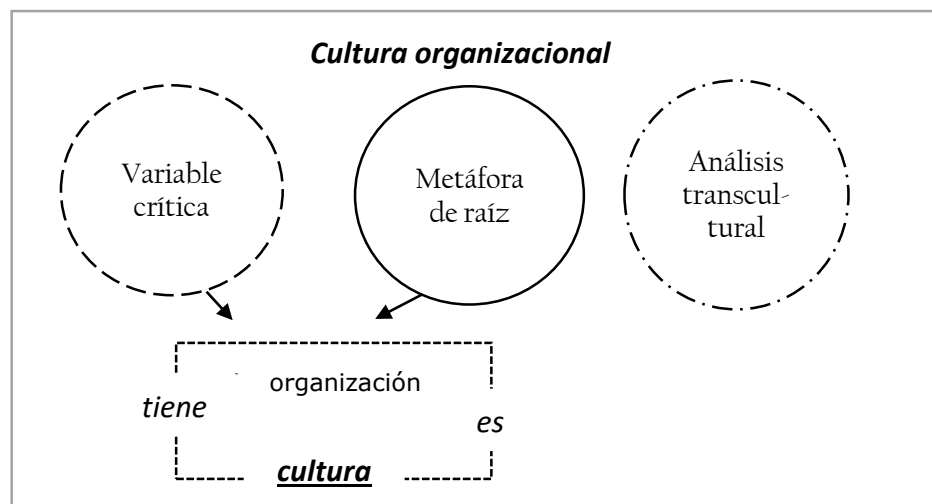 Cultura organizacional
Variable
crítica
Metáfora
de raíz
Análisis
transcul-
tural
organización
tiene
es
cultura